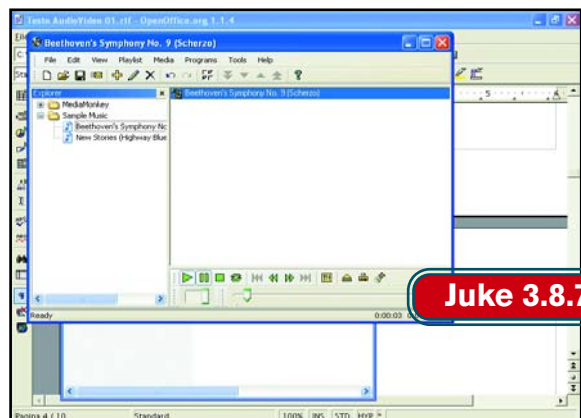 Testo AudioVideo 01.rtf - OpenOffice.org 1.1.4
Beethoven's Symphony No. 9 (Scherzo)
File Edit View Playlist Media Programs Tools Help
Explorer
Beethoven's Symphony No. 9 (Scherzo)
MediaMonkey
Sample Music
Beethoven's Symphony No
New Stories (Highway Blue
5
Juke 3.8.7
Ready
0:00:03
Pagina 4 / 10 Standard 100% INS STD HYP